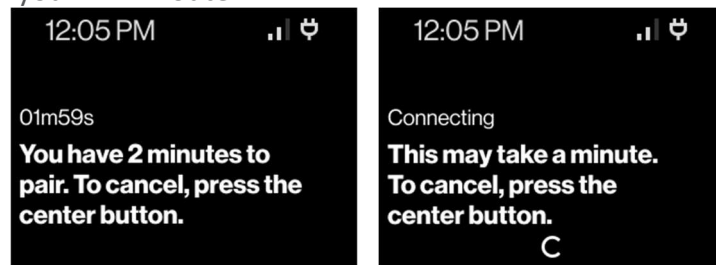 12:05 PM
01m59s
You have 2 minutes to
pair. To cancel, press the
center button.
12:05 PM
Connecting
This may take a minute.
To cancel, press the
center button.